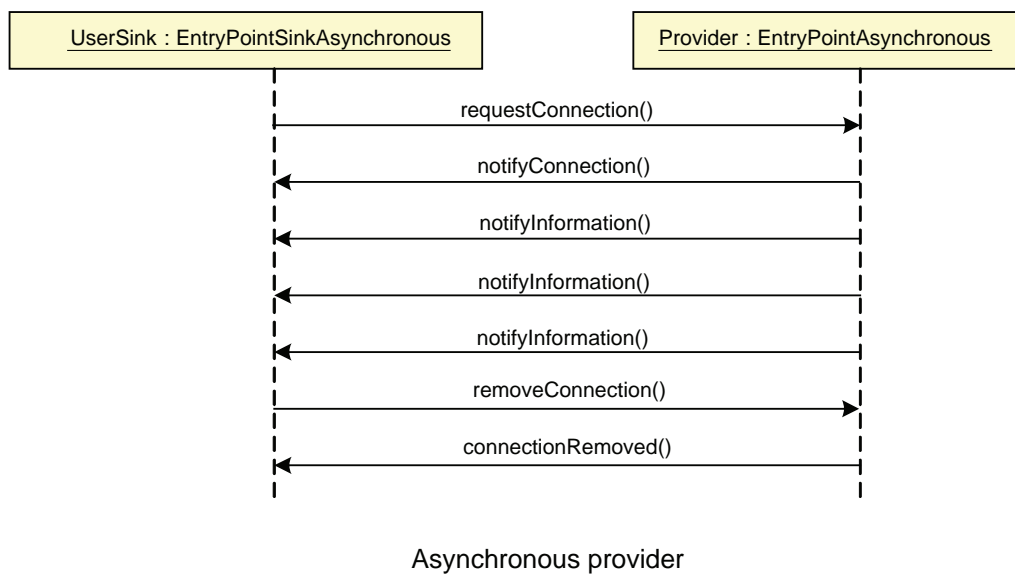 UserSink : EntryPointSinkAsynchronous
Provider : EntryPointAsynchronous
requestConnection()
notifyConnection()
notifyInformation()
notifyInformation()
notifyInformation()
removeConnection()
connectionRemoved()
Asynchronous provider